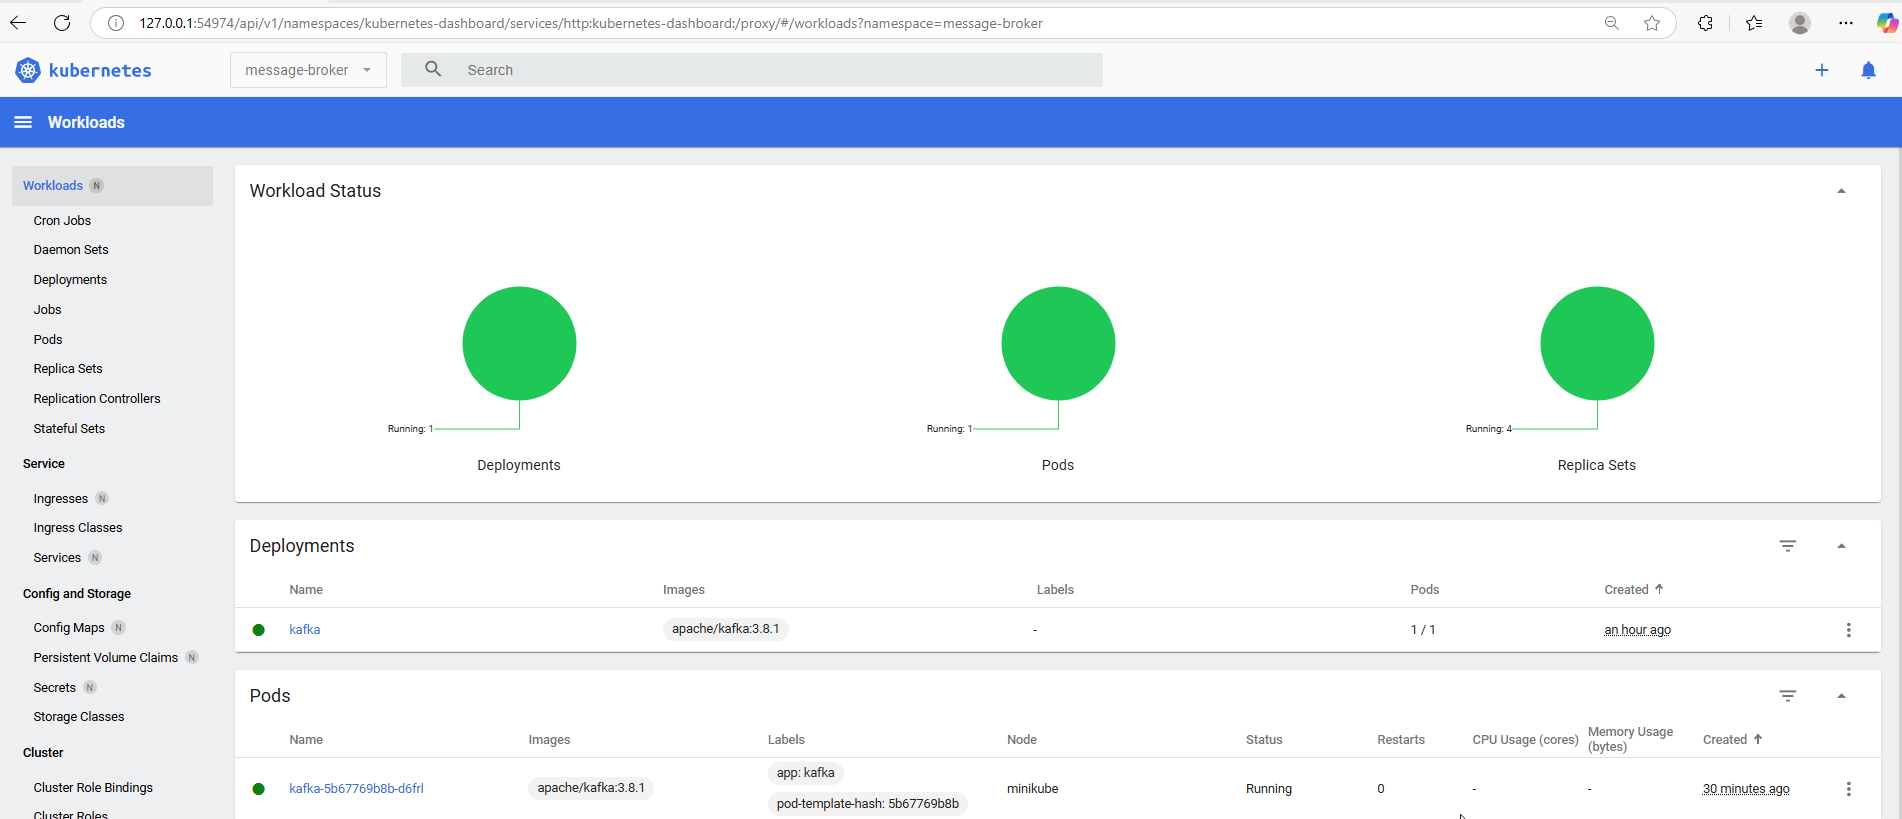 127.0.0.1:54974/api/v1/namespaces/kubernetes-dashboard/services/http:kubernetes-dashboard:/proxy/#/workloads?namespace=message-broker
kubernetes
message-broker
Search
Workloads
Workloads N
Cron Jobs
Daemon Sets
Deployments
Jobs
Pods
Replica Sets
Replication Controllers
Stateful Sets
Service
Ingresses N
Ingress Classes
Services N
Config and Storage
Config Maps N
Persistent Volume Claims N
Secrets N
Storage Classes
Cluster
Cluster Role Bindings
Cluster Roles
Workload Status
Running: 1
Deployments
Running: 1
Pods
Running: 4
Replica Sets
Deployments
Name Images Labels Pods Created
kafka apache/kafka:3.8.1 - 1 / 1 an hour ago
Pods
Name Images Labels Node Status Restarts CPU Usage (cores) Memory Usage (bytes) Created
kafka-5b67769b8b-d6frl apache/kafka:3.8.1 app: kafka minikube Running 0 - - 30 minutes ago
pod-template-hash: 5b67769b8b